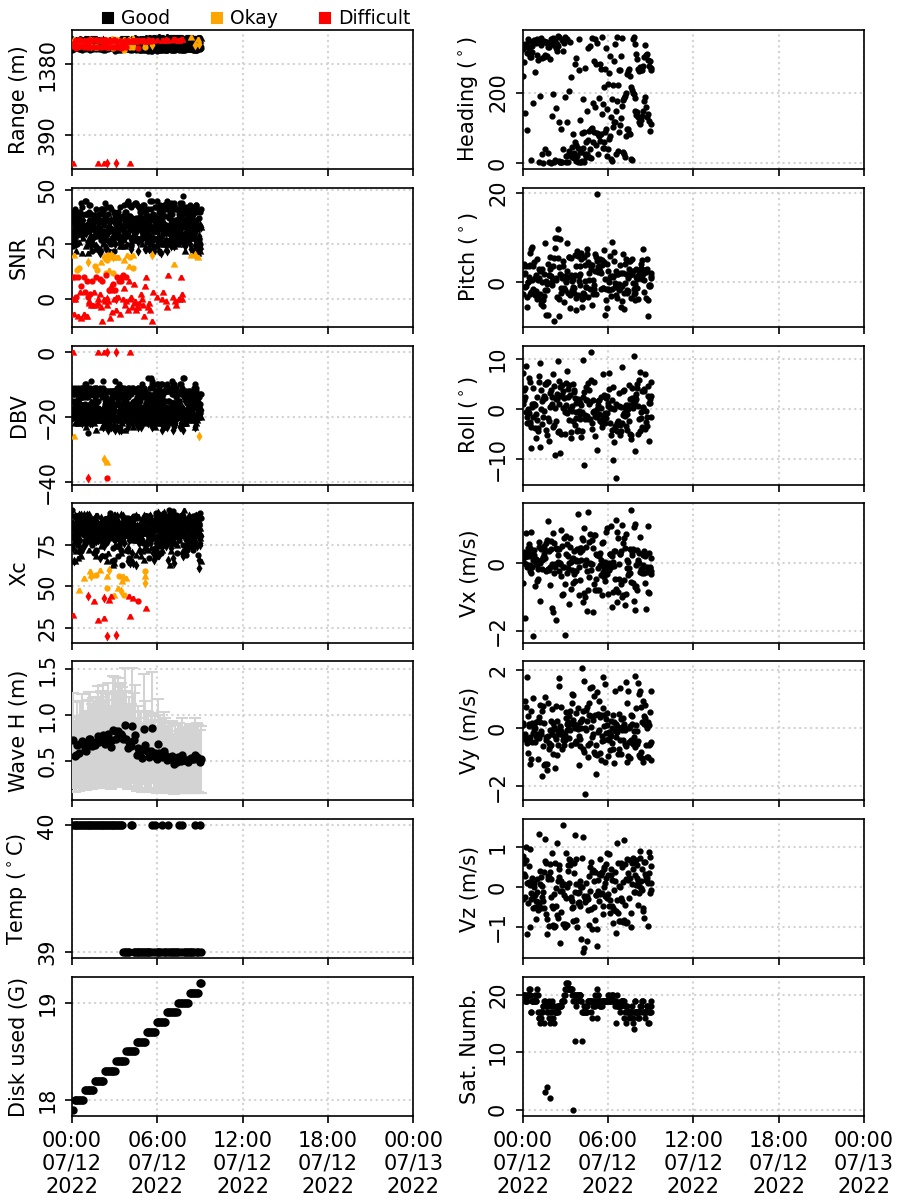 Good Okay Difficult
Range (m)
1380
390
Heading (°)
200
0
SNR
50
25
0
Pitch (°)
20
0
DBV
0
−20
−40
Roll (°)
10
0
−10
Xc
75
50
25
Vx (m/s)
0
−2
Wave H (m)
1.5
1.0
0.5
Vy (m/s)
2
0
−2
Temp (°C)
40
39
Vz (m/s)
1
0
−1
Disk used (G)
19
18
Sat. Numb.
20
10
0
00:00 06:00 12:00 18:00 00:00
07/12 07/12 07/12 07/12 07/13
2022 2022 2022 2022 2022
00:00 06:00 12:00 18:00 00:00
07/12 07/12 07/12 07/12 07/13
2022 2022 2022 2022 2022